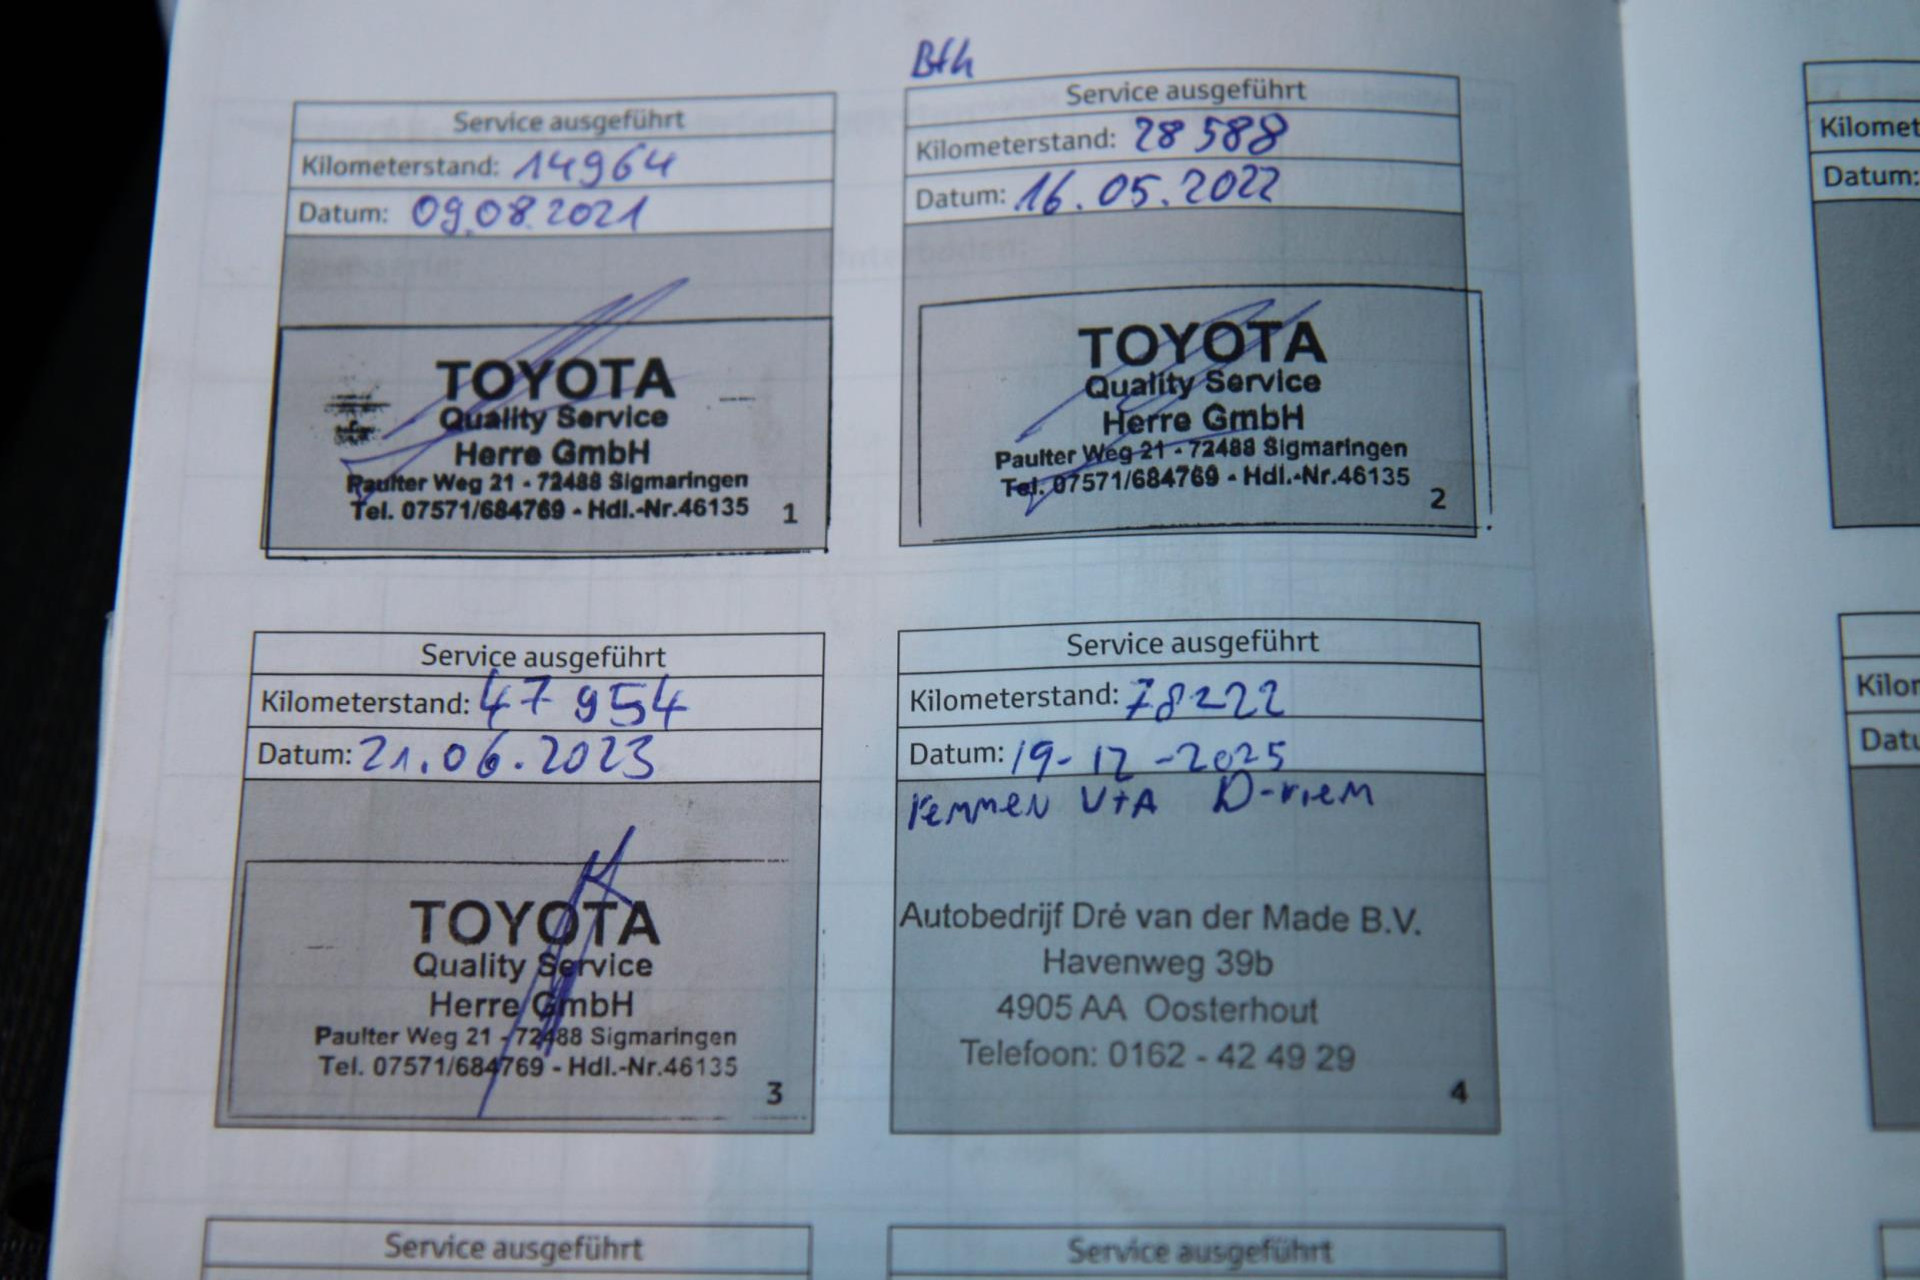 Bth
Service ausgeführt
Kilometerstand: 14964
Datum: 09.08.2021
TOYOTA
Quality Service
Herre GmbH
Paulter Weg 21 - 72488 Sigmaringen
Tel. 07571/684769 - Hdl.-Nr.46135
1
Service ausgeführt
Kilometerstand: 28588
Datum: 16.05.2022
TOYOTA
Quality Service
Herre GmbH
Paulter Weg 21 - 72488 Sigmaringen
Tel. 07571/684769 - Hdl.-Nr.46135
2
Service ausgeführt
Kilometerstand: 47954
Datum: 21.06.2023
TOYOTA
Quality Service
Herre GmbH
Paulter Weg 21 - 72488 Sigmaringen
Tel. 07571/684769 - Hdl.-Nr.46135
3
Service ausgeführt
Kilometerstand: 78222
Datum: 19-12-2025
remmen V+A D-riem
Autobedrijf Dré van der Made B.V.
Havenweg 39b
4905 AA Oosterhout
Telefoon: 0162 - 42 49 29
4
Service ausgeführt
Service ausgeführt
Kilomet
Datum:
Kilor
Datu